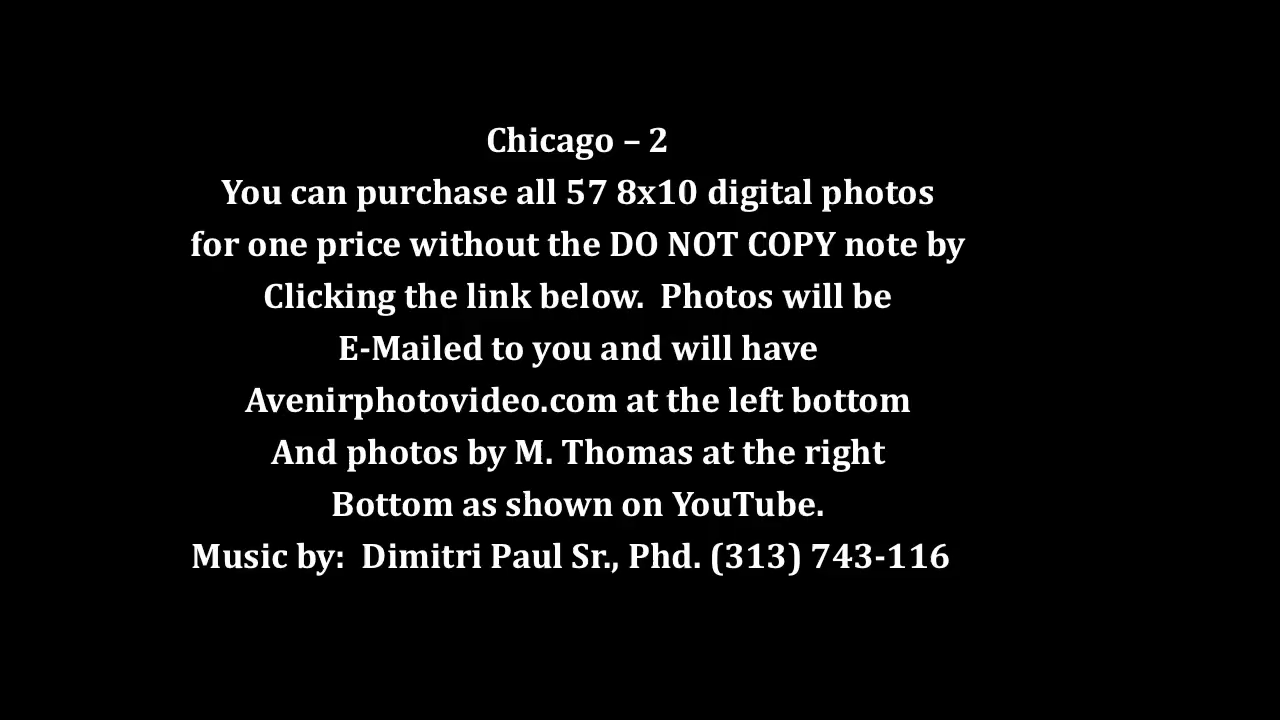 Chicago – 2
You can purchase all 57 8x10 digital photos
for one price without the DO NOT COPY note by
Clicking the link below.  Photos will be
E-Mailed to you and will have
Avenirphotovideo.com at the left bottom
And photos by M. Thomas at the right
Bottom as shown on YouTube.
Music by:  Dimitri Paul Sr., Phd. (313) 743-116